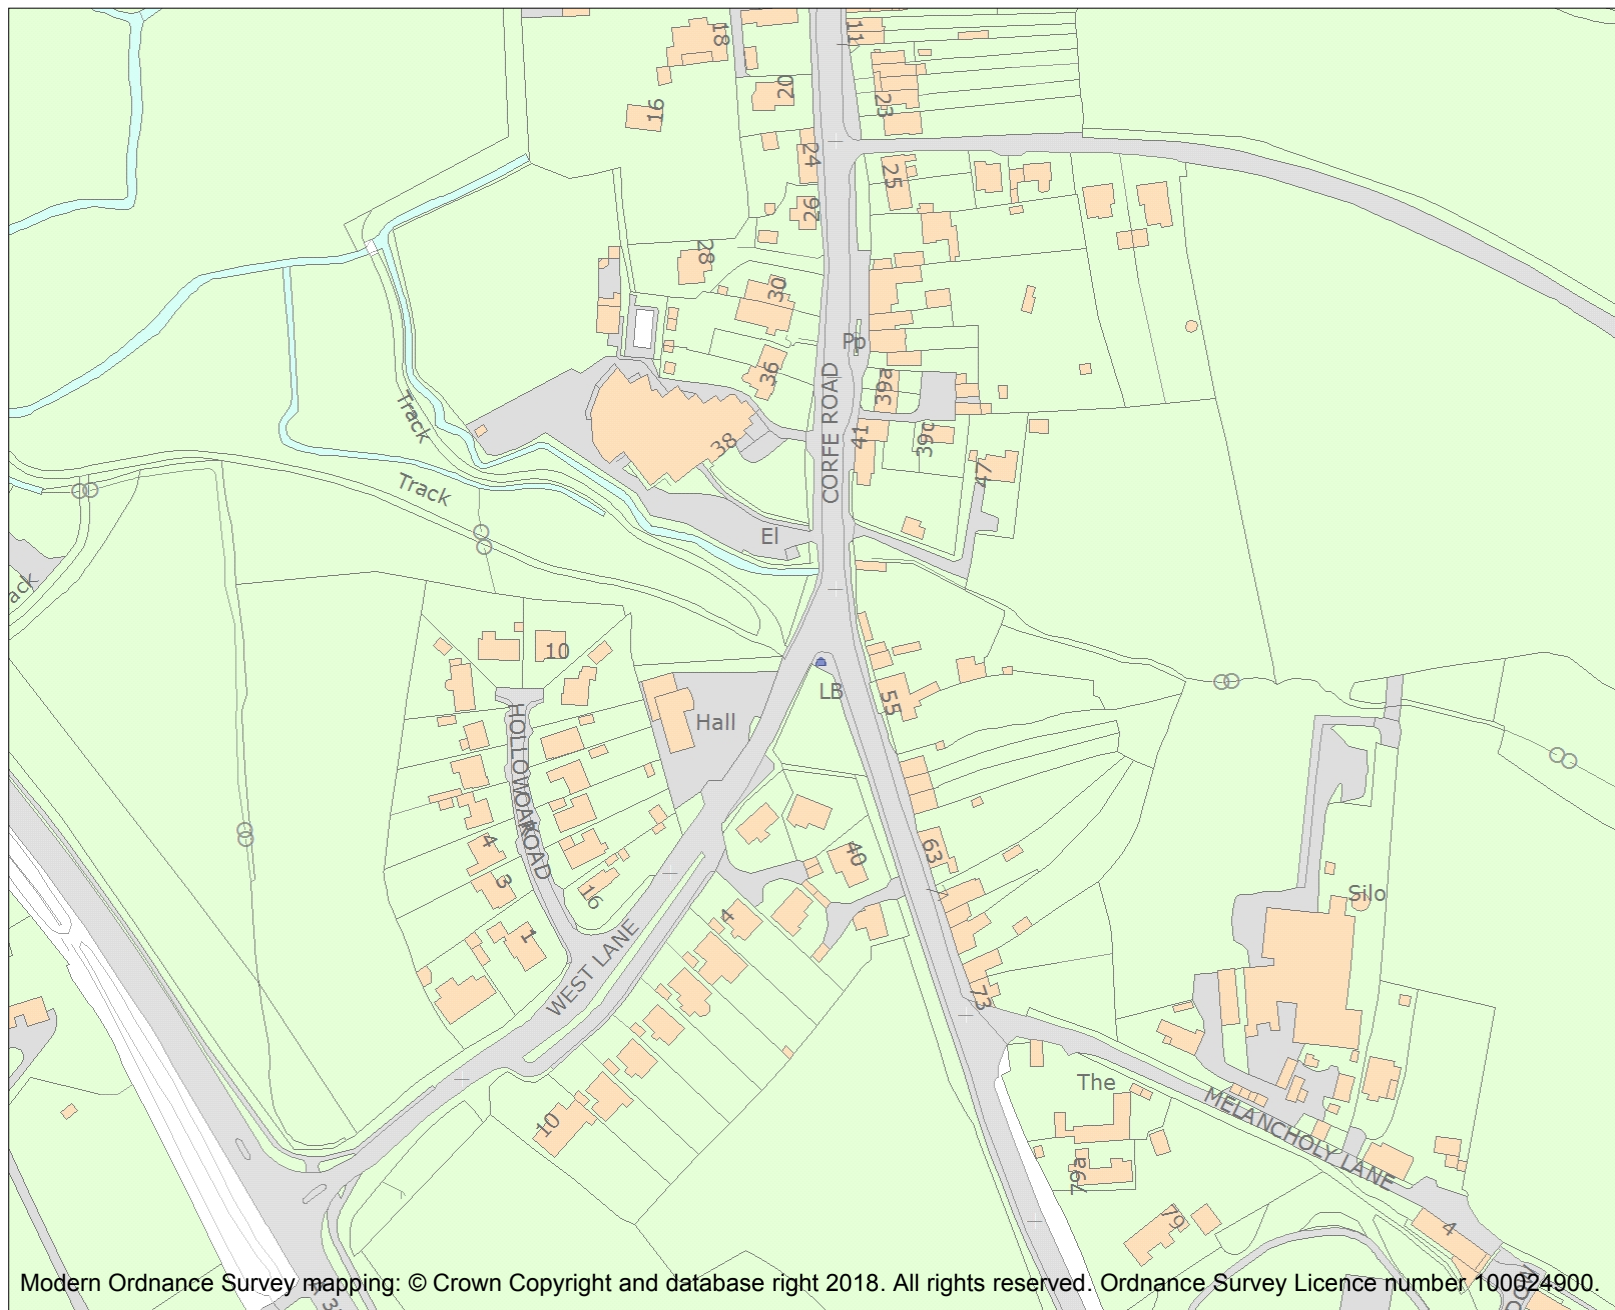 18
11
20
16
23
24
25
26
28
30
Pp
36
39a
CORFE ROAD
Track
41
39c
38
47
Track
El
10
LB
55
Hall
HOLLOWOAK ROAD
4
3
16
40
63
Silo
1
4
WEST LANE
73
The
MELANCHOLY LANE
10
79a
79
4
Modern Ordnance Survey mapping: © Crown Copyright and database right 2018. All rights reserved. Ordnance Survey Licence number 100024900.